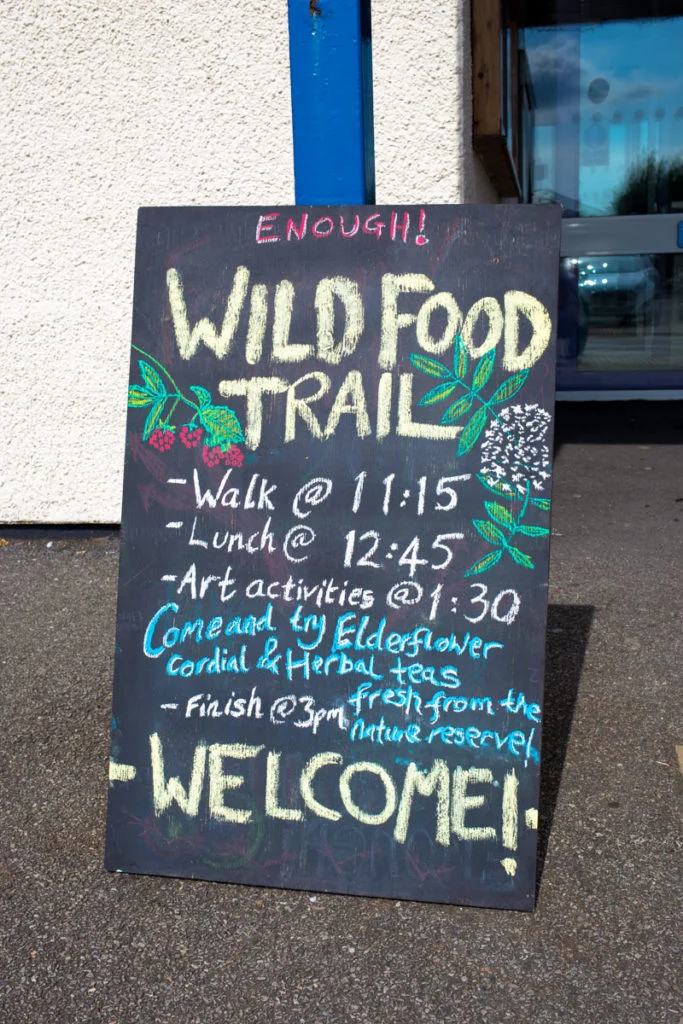 ENOUGH!
WILD FOOD
TRAIL
-Walk @ 11:15
-Lunch @ 12:45
-Art activities @ 1:30
Come and try Elderflower
cordial & Herbal teas
fresh from the
nature reserve!
-Finish @ 3pm
-WELCOME!-